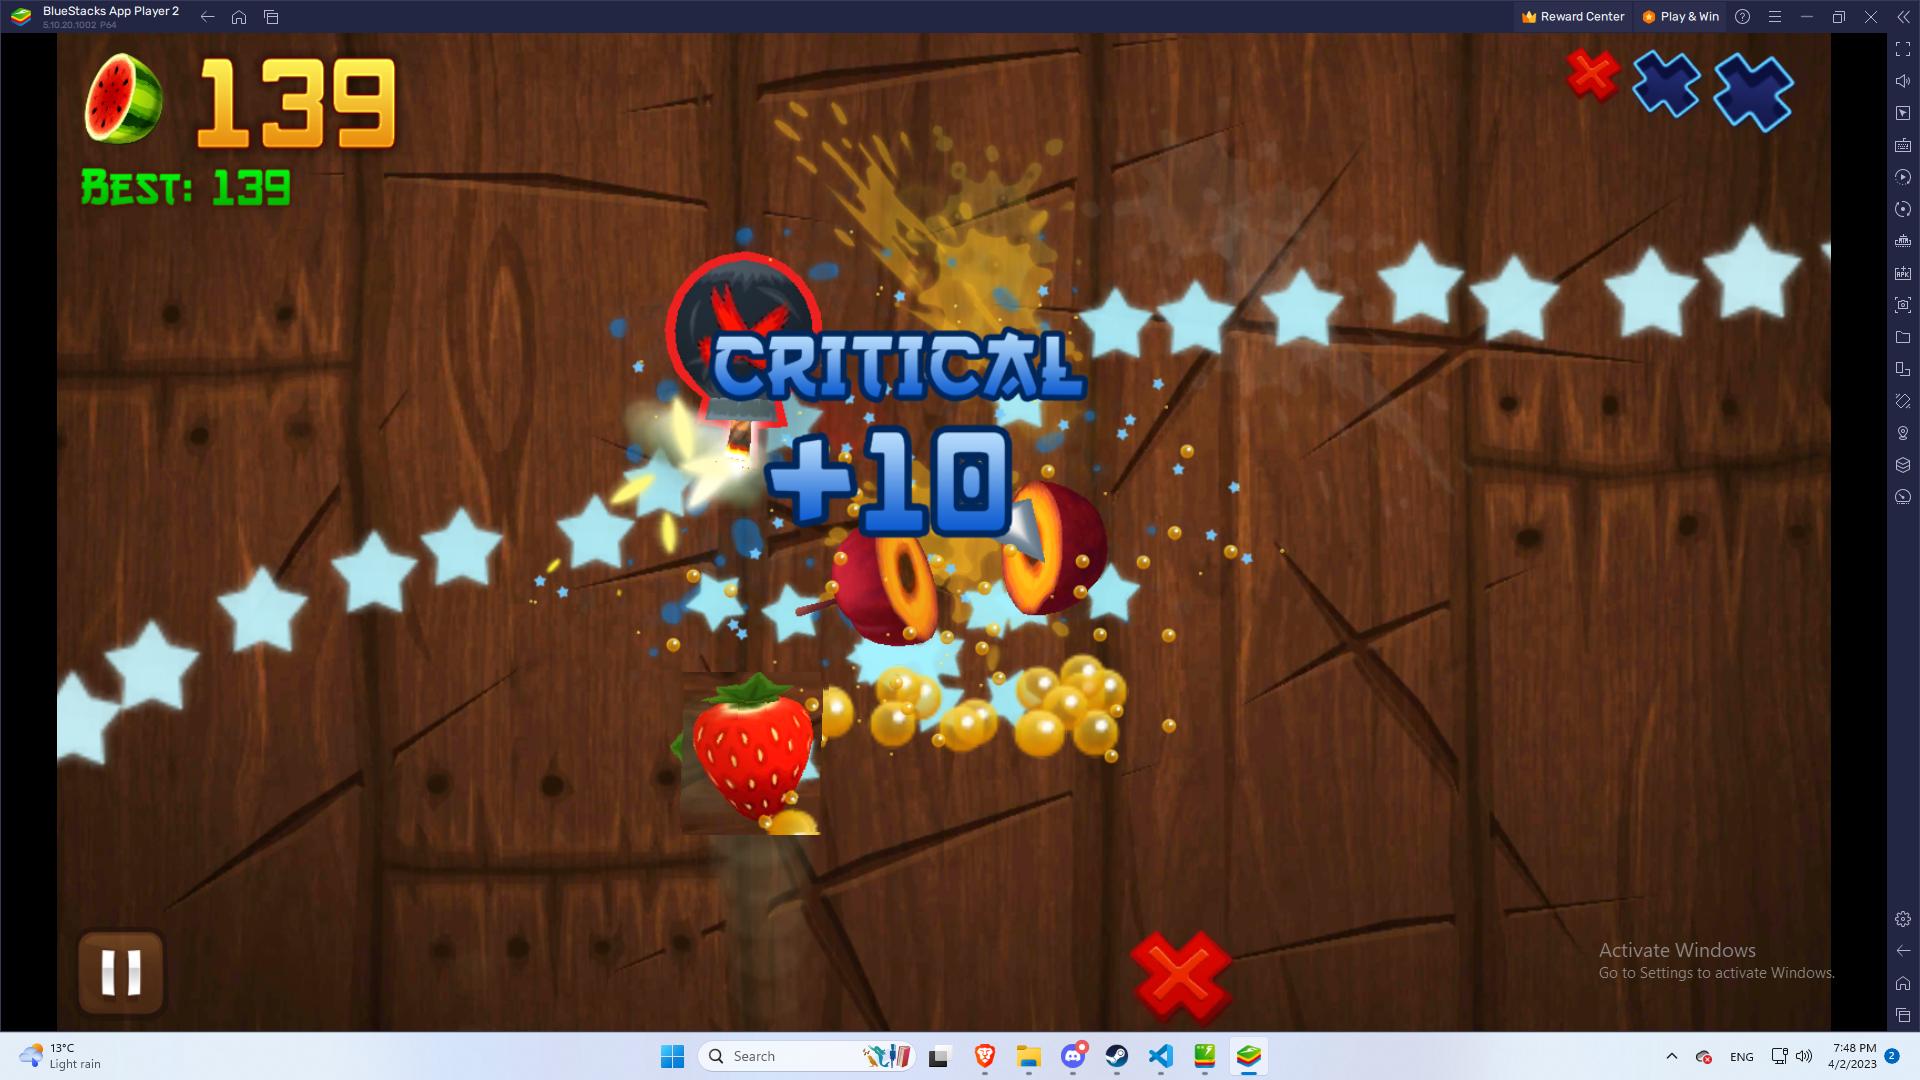 BlueStacks App Player 2
5.10.20.1002 P64
Reward Center
Play & Win
139
BEST: 139
CRITICAL
+10
Activate Windows
Go to Settings to activate Windows.
13°C
Light rain
Search
ENG
7:48 PM
4/2/2023
2